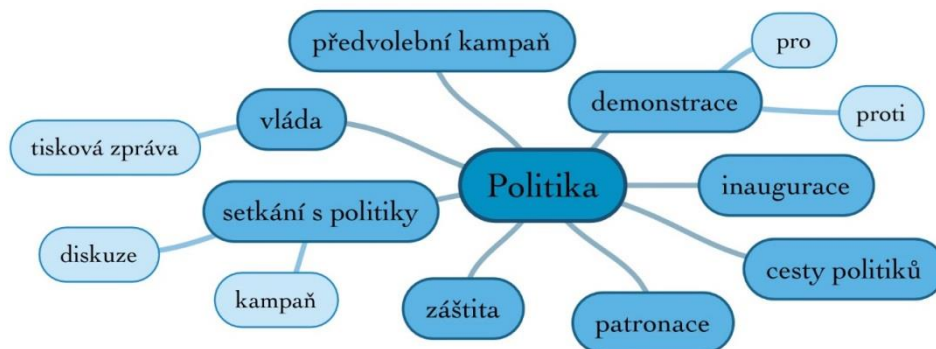 předvolební kampaň
pro
demonstrace
proti
vláda
tisková zpráva
Politika
inaugurace
setkání s politiky
diskuze
kampaň
cesty politiků
záštita
patronace